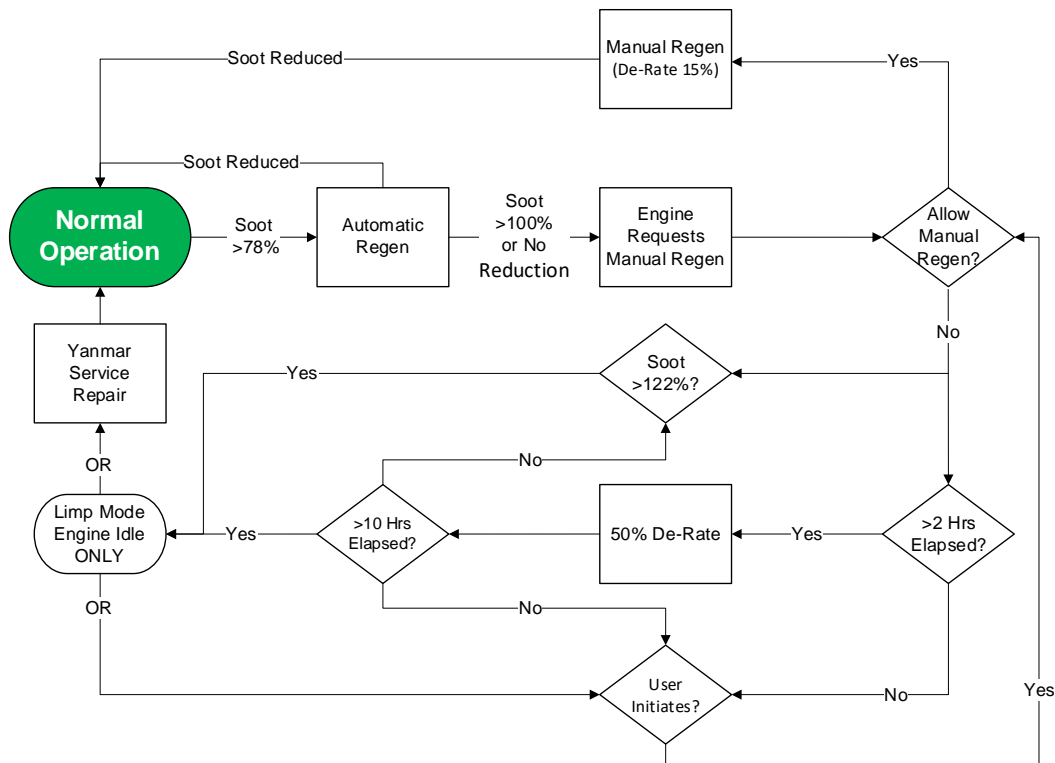 Manual Regen
(De-Rate 15%)
Soot Reduced
Yes
Soot Reduced
Normal
Operation
Soot
>78%
Automatic
Regen
Soot
>100%
or No
Reduction
Engine
Requests
Manual Regen
Allow
Manual
Regen?
No
Yanmar
Service
Repair
Yes
Soot
>122%?
OR
No
Limp Mode
Engine Idle
ONLY
Yes
>10 Hrs
Elapsed?
50% De-Rate
Yes
>2 Hrs
Elapsed?
OR
No
User
Initiates?
No
Yes